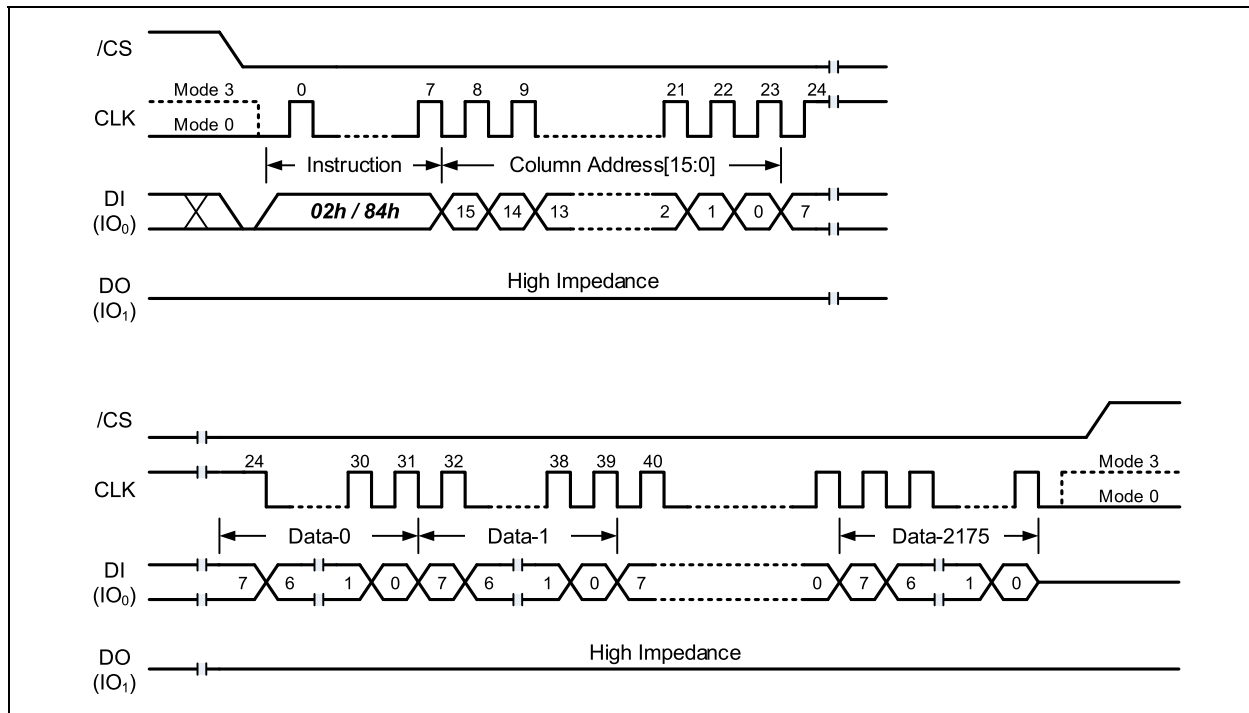 /CS
Mode 3 0 7 8 9 21 22 23 24
CLK
Mode 0
Instruction Column Address[15:0]
DI
(IO₀)
02h / 84h 15 14 13 2 1 0 7
High Impedance
DO
(IO₁)
/CS
24 30 31 32 38 39 40 Mode 3
CLK
Mode 0
Data-0 Data-1 Data-2175
DI
(IO₀)
7 6 1 0 7 6 1 0 7 0 7 6 1 0
High Impedance
DO
(IO₁)